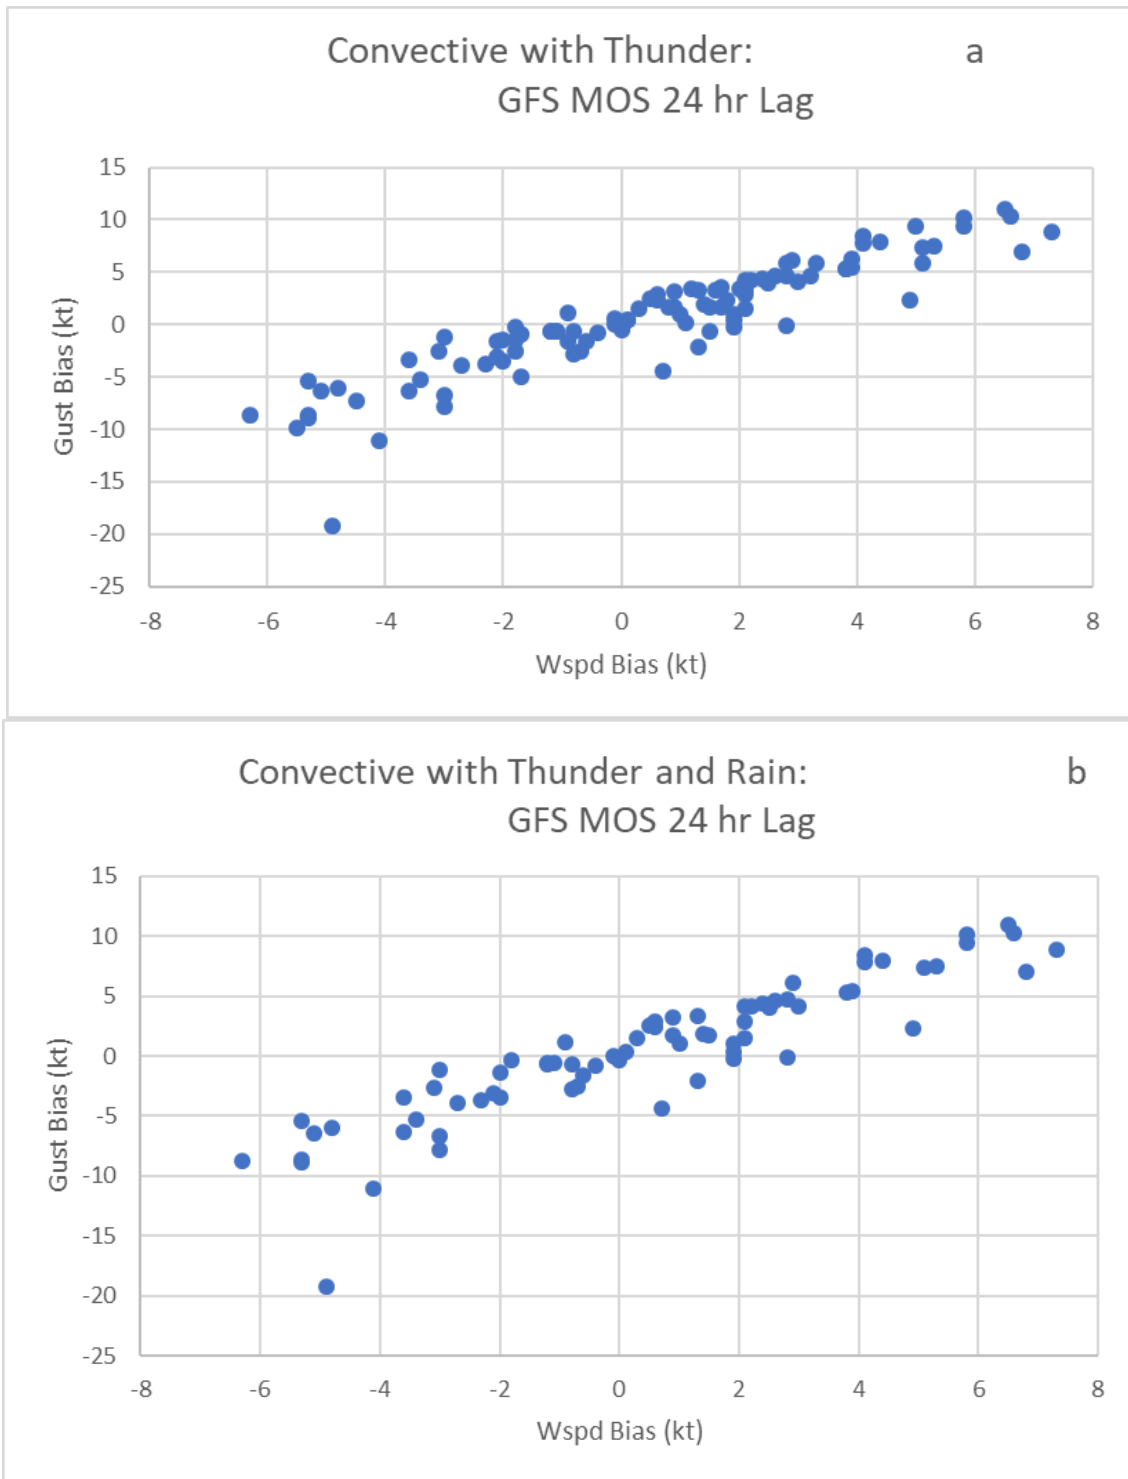 Convective with Thunder: a
GFS MOS 24 hr Lag
15
10
5
0
-5
-10
-15
-20
-25
Gust Bias (kt)
-8 -6 -4 -2 0 2 4 6 8
Wspd Bias (kt)
Convective with Thunder and Rain: b
GFS MOS 24 hr Lag
15
10
5
0
-5
-10
-15
-20
-25
Gust Bias (kt)
-8 -6 -4 -2 0 2 4 6 8
Wspd Bias (kt)